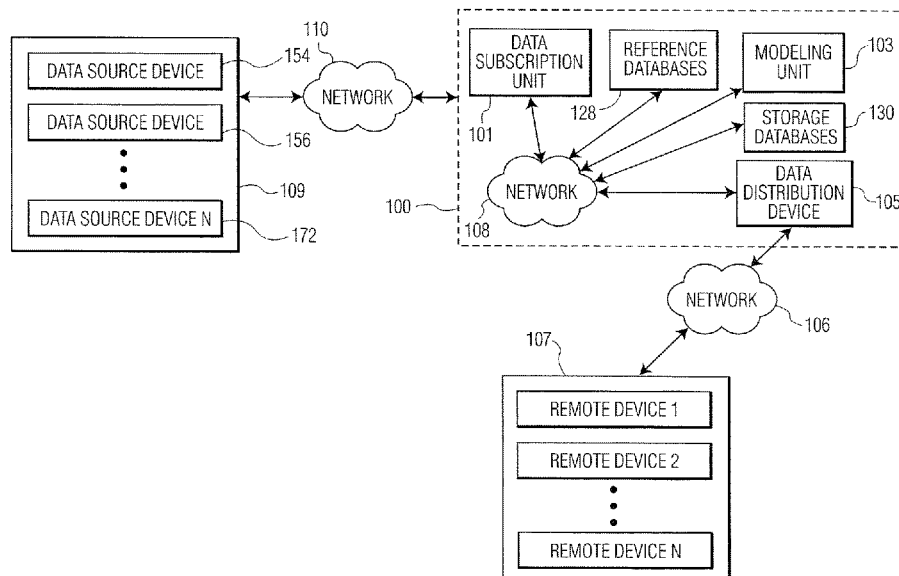 110
154
DATA SOURCE DEVICE
DATA SOURCE DEVICE
156
109
DATA SOURCE DEVICE N
172
NETWORK
DATA
SUBSCRIPTION
UNIT
101
REFERENCE
DATABASES
128
MODELING
UNIT
103
STORAGE
DATABASES
130
NETWORK
108
100
DATA
DISTRIBUTION
DEVICE
105
NETWORK
106
107
REMOTE DEVICE 1
REMOTE DEVICE 2
REMOTE DEVICE N